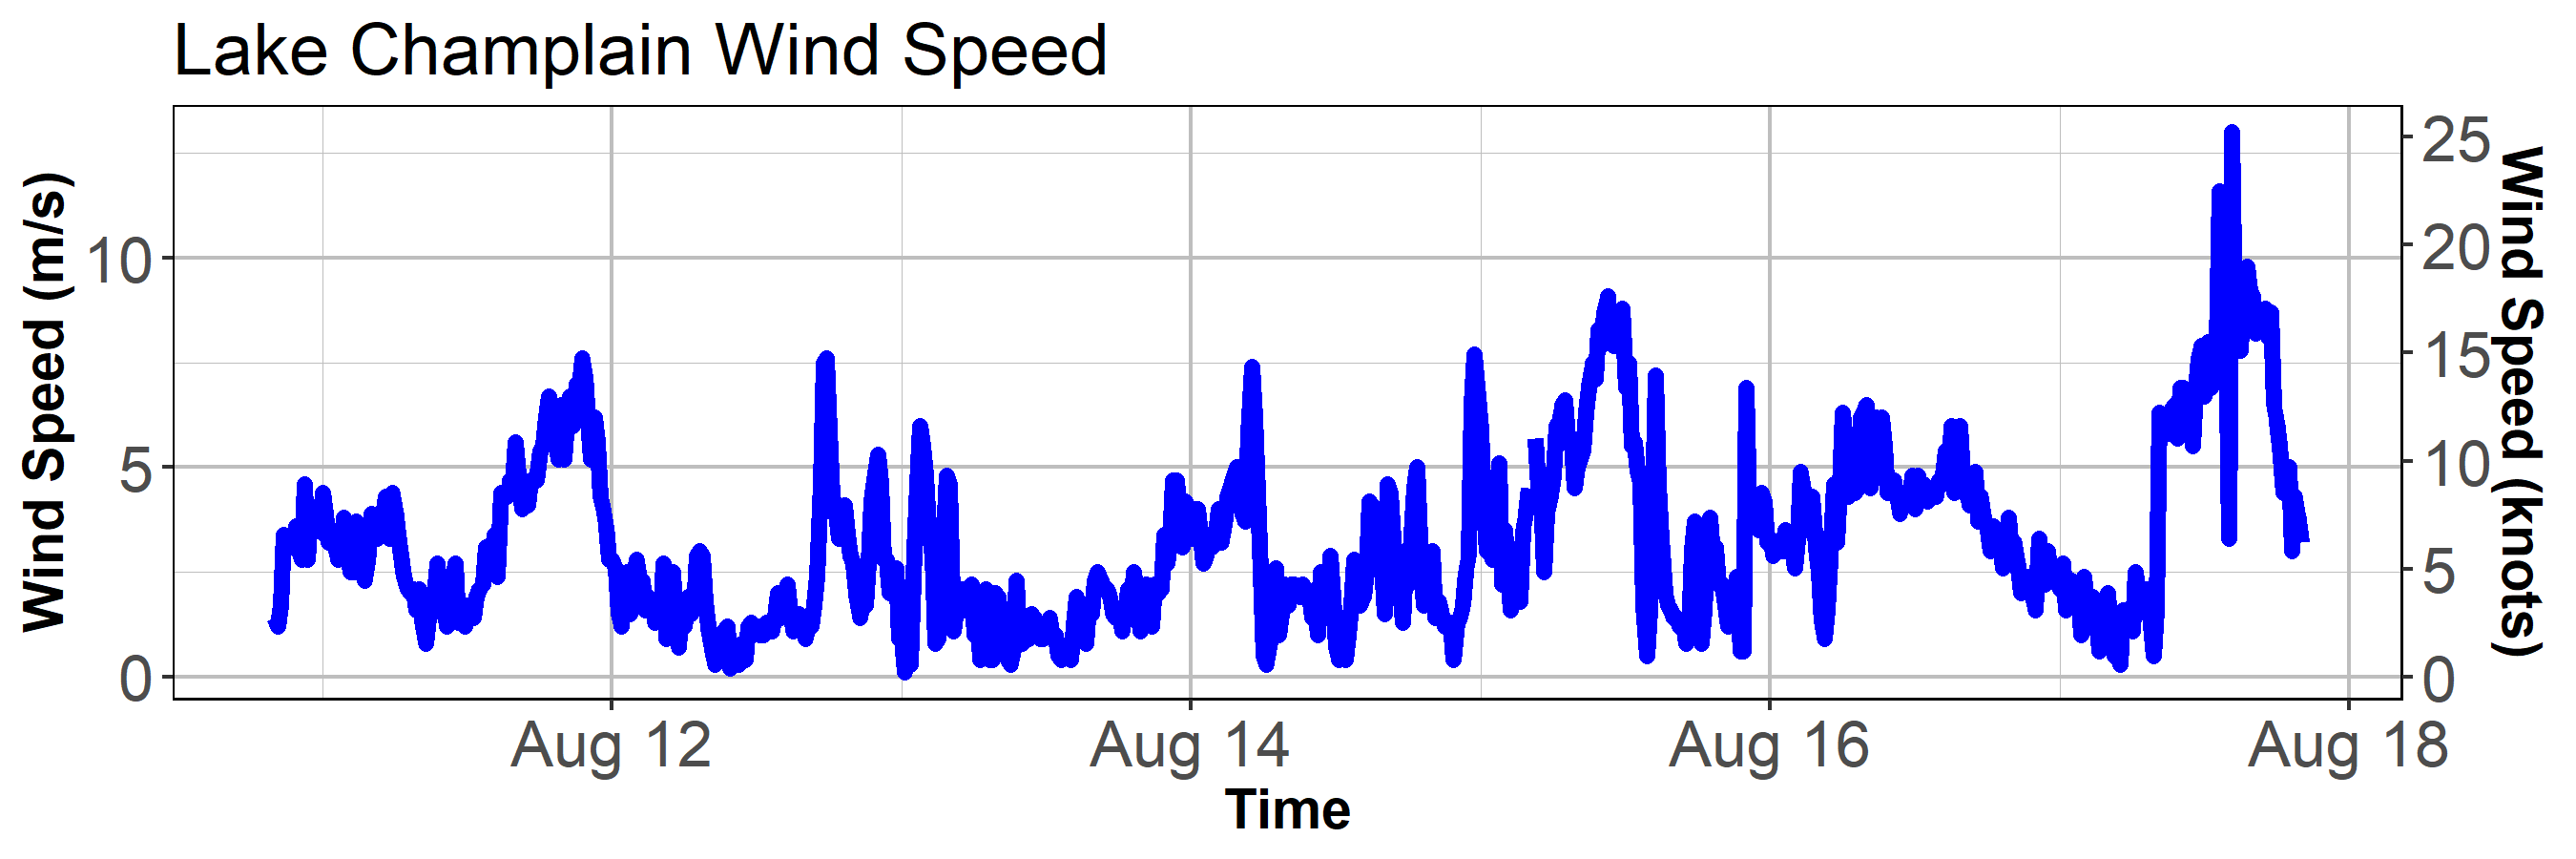 Lake Champlain Wind Speed
Wind Speed (m/s)
10
5
0
25
20
15
10
5
0
Wind Speed (knots)
Aug 12
Aug 14
Aug 16
Aug 18
Time